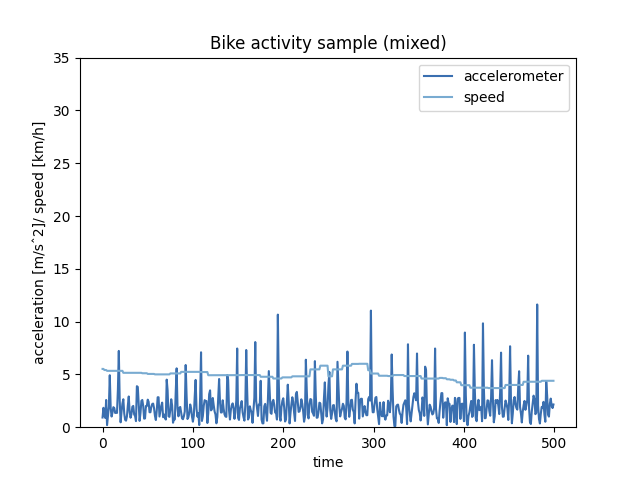 Bike activity sample (mixed)
35
30
25
20
15
10
5
0
acceleration [m/sˆ2]/ speed [km/h]
accelerometer
speed
0
100
200
300
400
500
time